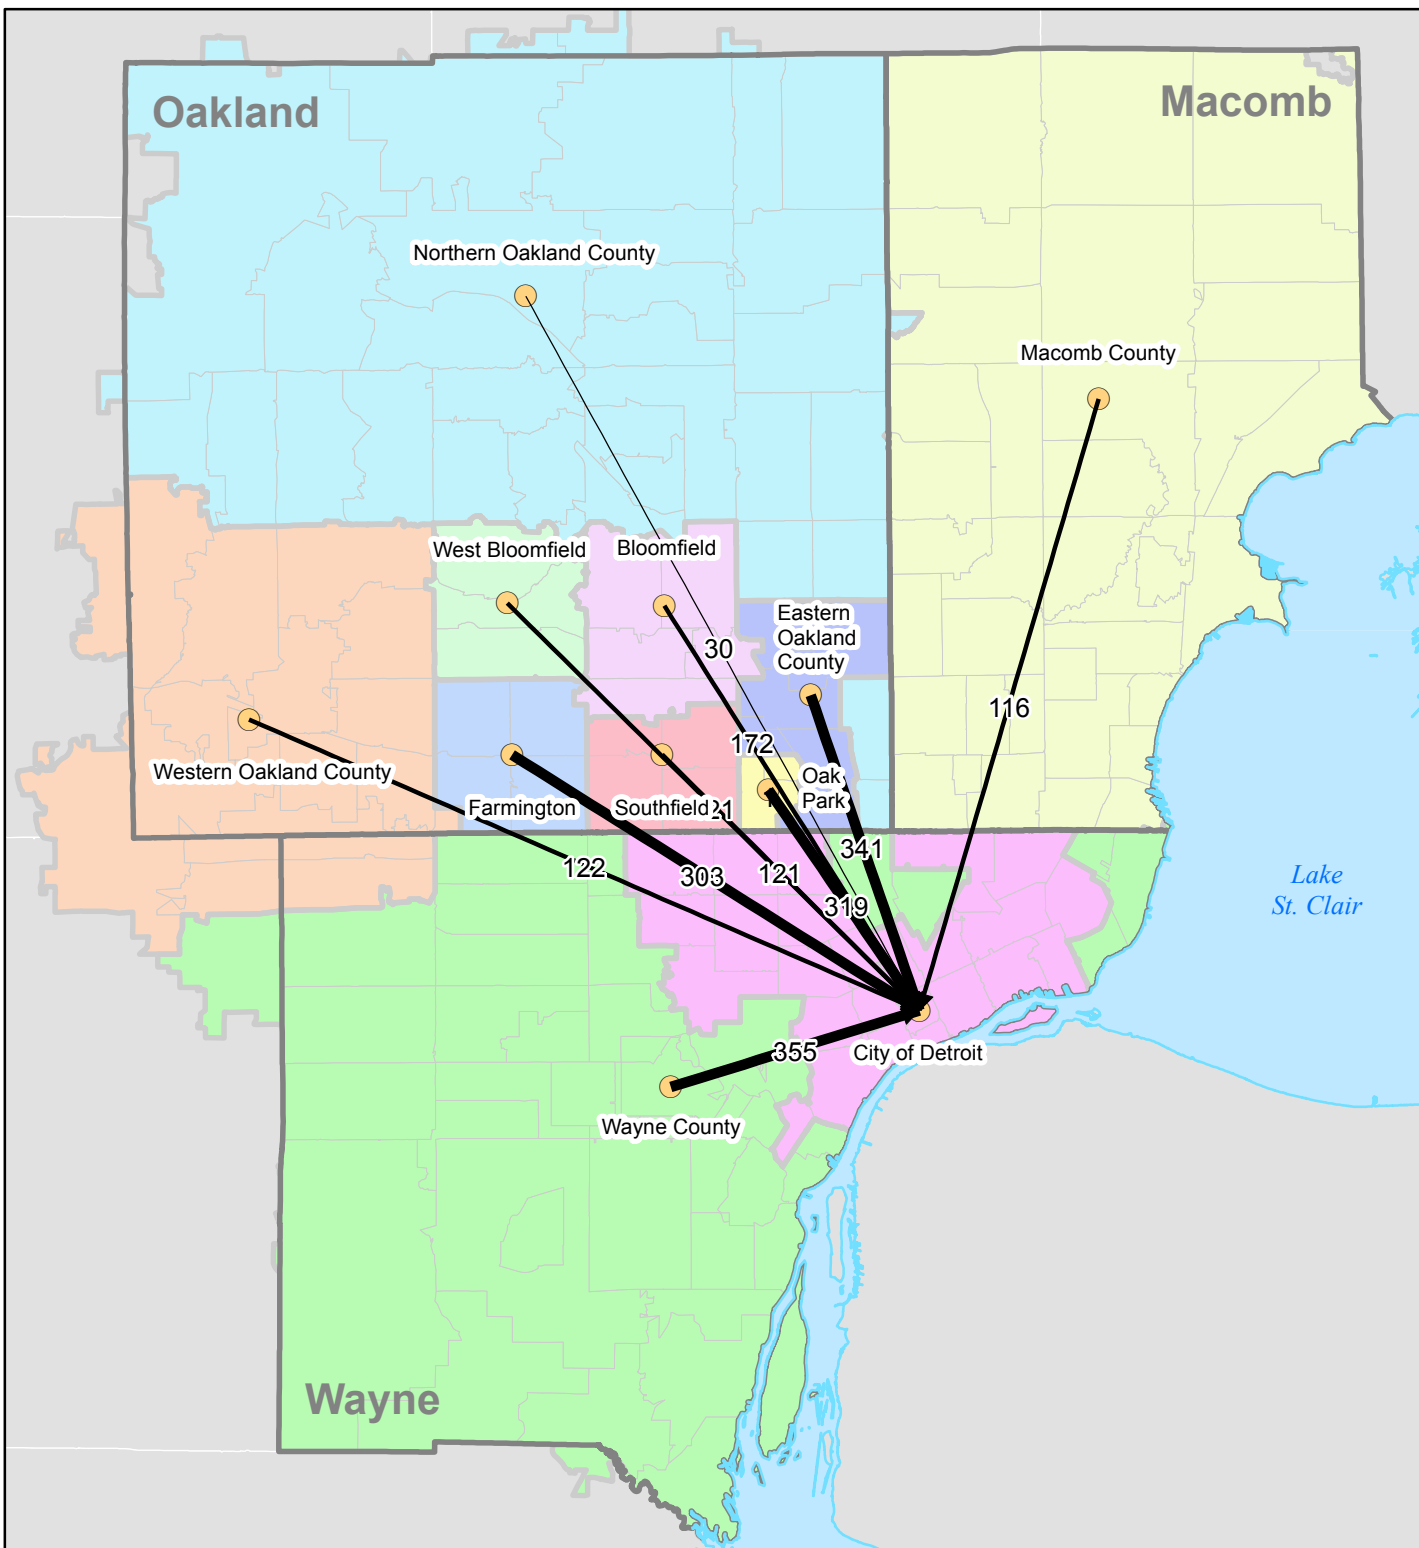 Oakland
Macomb
Northern Oakland County
Macomb County
West Bloomfield
Bloomfield
Eastern
Oakland
County
30
116
172
Western Oakland County
Farmington
Southfield
Oak
Park
341
122
303
121
319
Lake
St. Clair
355
City of Detroit
Wayne County
Wayne